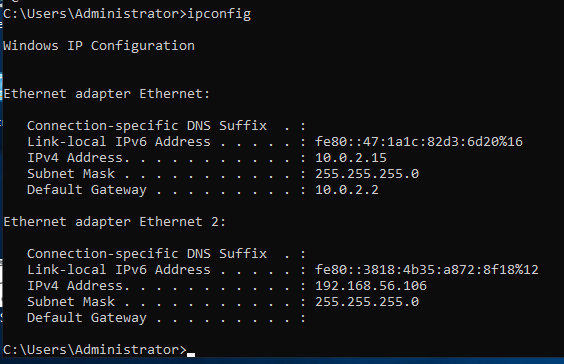 C:\Users\Administrator>ipconfig
Windows IP Configuration
Ethernet adapter Ethernet:
Connection-specific DNS Suffix  . :
Link-local IPv6 Address . . . . . : fe80::47:1a1c:82d3:6d20%16
IPv4 Address. . . . . . . . . . . : 10.0.2.15
Subnet Mask . . . . . . . . . . . : 255.255.255.0
Default Gateway . . . . . . . . . : 10.0.2.2
Ethernet adapter Ethernet 2:
Connection-specific DNS Suffix  . :
Link-local IPv6 Address . . . . . : fe80::3818:4b35:a872:8f18%12
IPv4 Address. . . . . . . . . . . : 192.168.56.106
Subnet Mask . . . . . . . . . . . : 255.255.255.0
Default Gateway . . . . . . . . . :
C:\Users\Administrator>